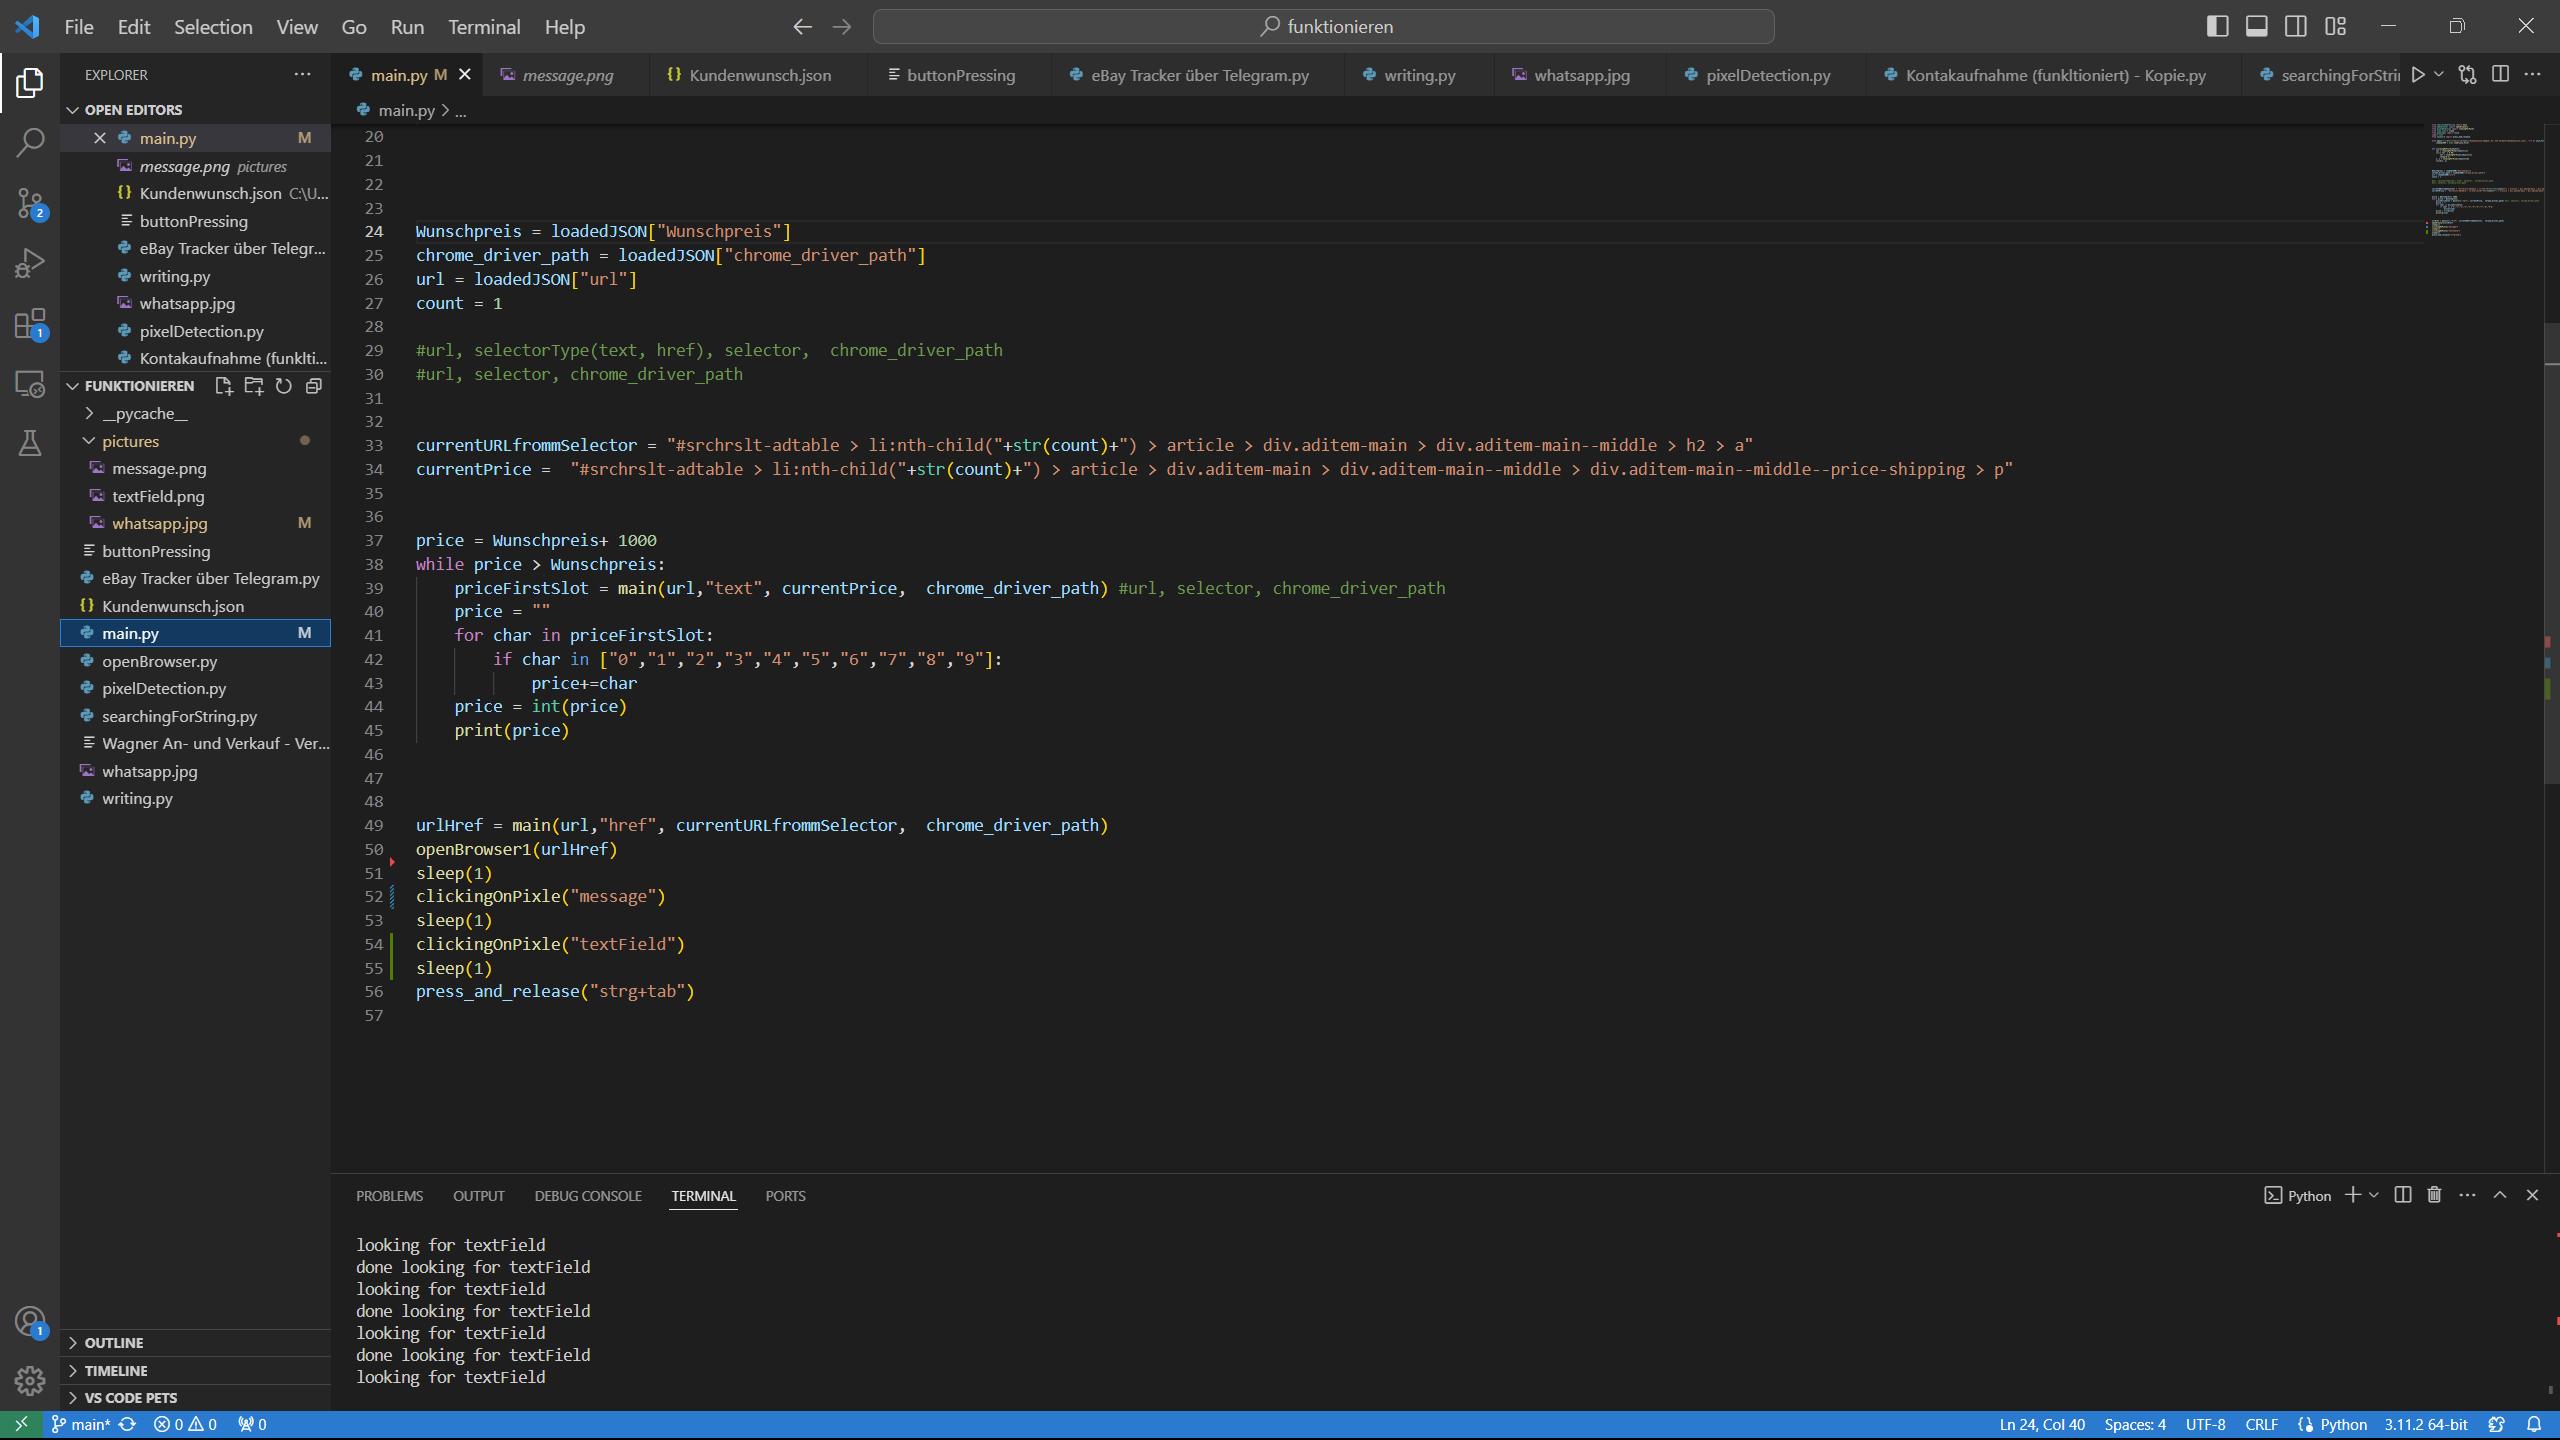 File Edit Selection View Go Run Terminal Help
funktionieren
EXPLORER
main.py M
message.png
Kundenwunsch.json
buttonPressing
eBay Tracker über Telegram.py
writing.py
whatsapp.jpg
pixelDetection.py
Kontakaufnahme (funkltioniert) - Kopie.py
searchingForStri
main.py > ...
OPEN EDITORS
main.py M
message.png pictures
Kundenwunsch.json C:\U...
buttonPressing
eBay Tracker über Telegr...
writing.py
whatsapp.jpg
pixelDetection.py
Kontakaufnahme (funklti...
FUNKTIONIEREN
__pycache__
pictures
message.png
textField.png
whatsapp.jpg M
buttonPressing
eBay Tracker über Telegram.py
Kundenwunsch.json
main.py M
openBrowser.py
pixelDetection.py
searchingForString.py
Wagner An- und Verkauf - Ver...
whatsapp.jpg
writing.py
OUTLINE
TIMELINE
VS CODE PETS
2
1
1
20
21
22
23
24 Wunschpreis = loadedJSON["Wunschpreis"]
25 chrome_driver_path = loadedJSON["chrome_driver_path"]
26 url = loadedJSON["url"]
27 count = 1
28
29 #url, selectorType(text, href), selector,  chrome_driver_path
30 #url, selector, chrome_driver_path
31
32
33 currentURLfrommSelector = "#srchrslt-adtable > li:nth-child("+str(count)+") > article > div.aditem-main > div.aditem-main--middle > h2 > a"
34 currentPrice =  "#srchrslt-adtable > li:nth-child("+str(count)+") > article > div.aditem-main > div.aditem-main--middle > div.aditem-main--middle--price-shipping > p"
35
36
37 price = Wunschpreis+ 1000
38 while price > Wunschpreis:
39     priceFirstSlot = main(url,"text", currentPrice,  chrome_driver_path) #url, selector, chrome_driver_path
40     price = ""
41     for char in priceFirstSlot:
42         if char in ["0","1","2","3","4","5","6","7","8","9"]:
43             price+=char
44     price = int(price)
45     print(price)
46
47
48
49 urlHref = main(url,"href", currentURLfrommSelector,  chrome_driver_path)
50 openBrowser1(urlHref)
51 sleep(1)
52 clickingOnPixle("message")
53 sleep(1)
54 clickingOnPixle("textField")
55 sleep(1)
56 press_and_release("strg+tab")
57
PROBLEMS OUTPUT DEBUG CONSOLE TERMINAL PORTS
Python
looking for textField
done looking for textField
looking for textField
done looking for textField
looking for textField
done looking for textField
looking for textField
main* 0 0 0
Ln 24, Col 40 Spaces: 4 UTF-8 CRLF Python 3.11.2 64-bit